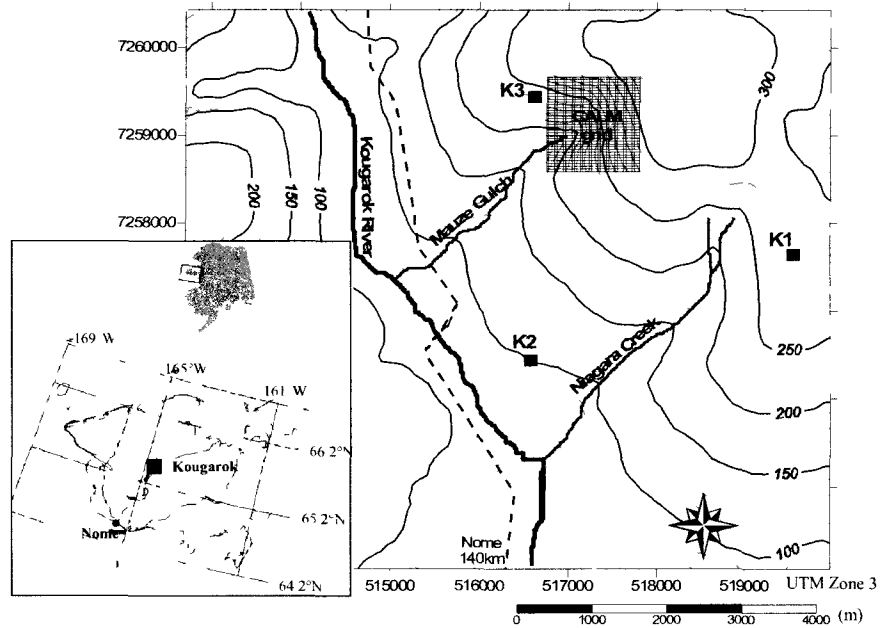 7260000
7259000
7258000
300
K3
CALM
grid
Kougarok River
Mauze Gulch
200
150
100
K1
K2
Niagara Creek
250
200
150
100
169 W
165°W
161 W
Kougarok
66 2°N
65 2°N
Nome
64 2°N
Nome
140km
515000
516000
517000
518000
519000
UTM Zone 3
0
1000
2000
3000
4000
(m)